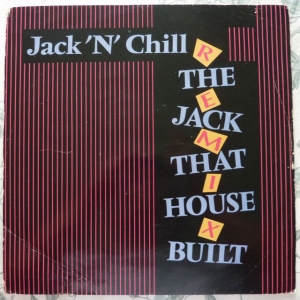 Jack 'N' Chill
REMIX
THE
JACK
THAT
HOUSE
BUILT